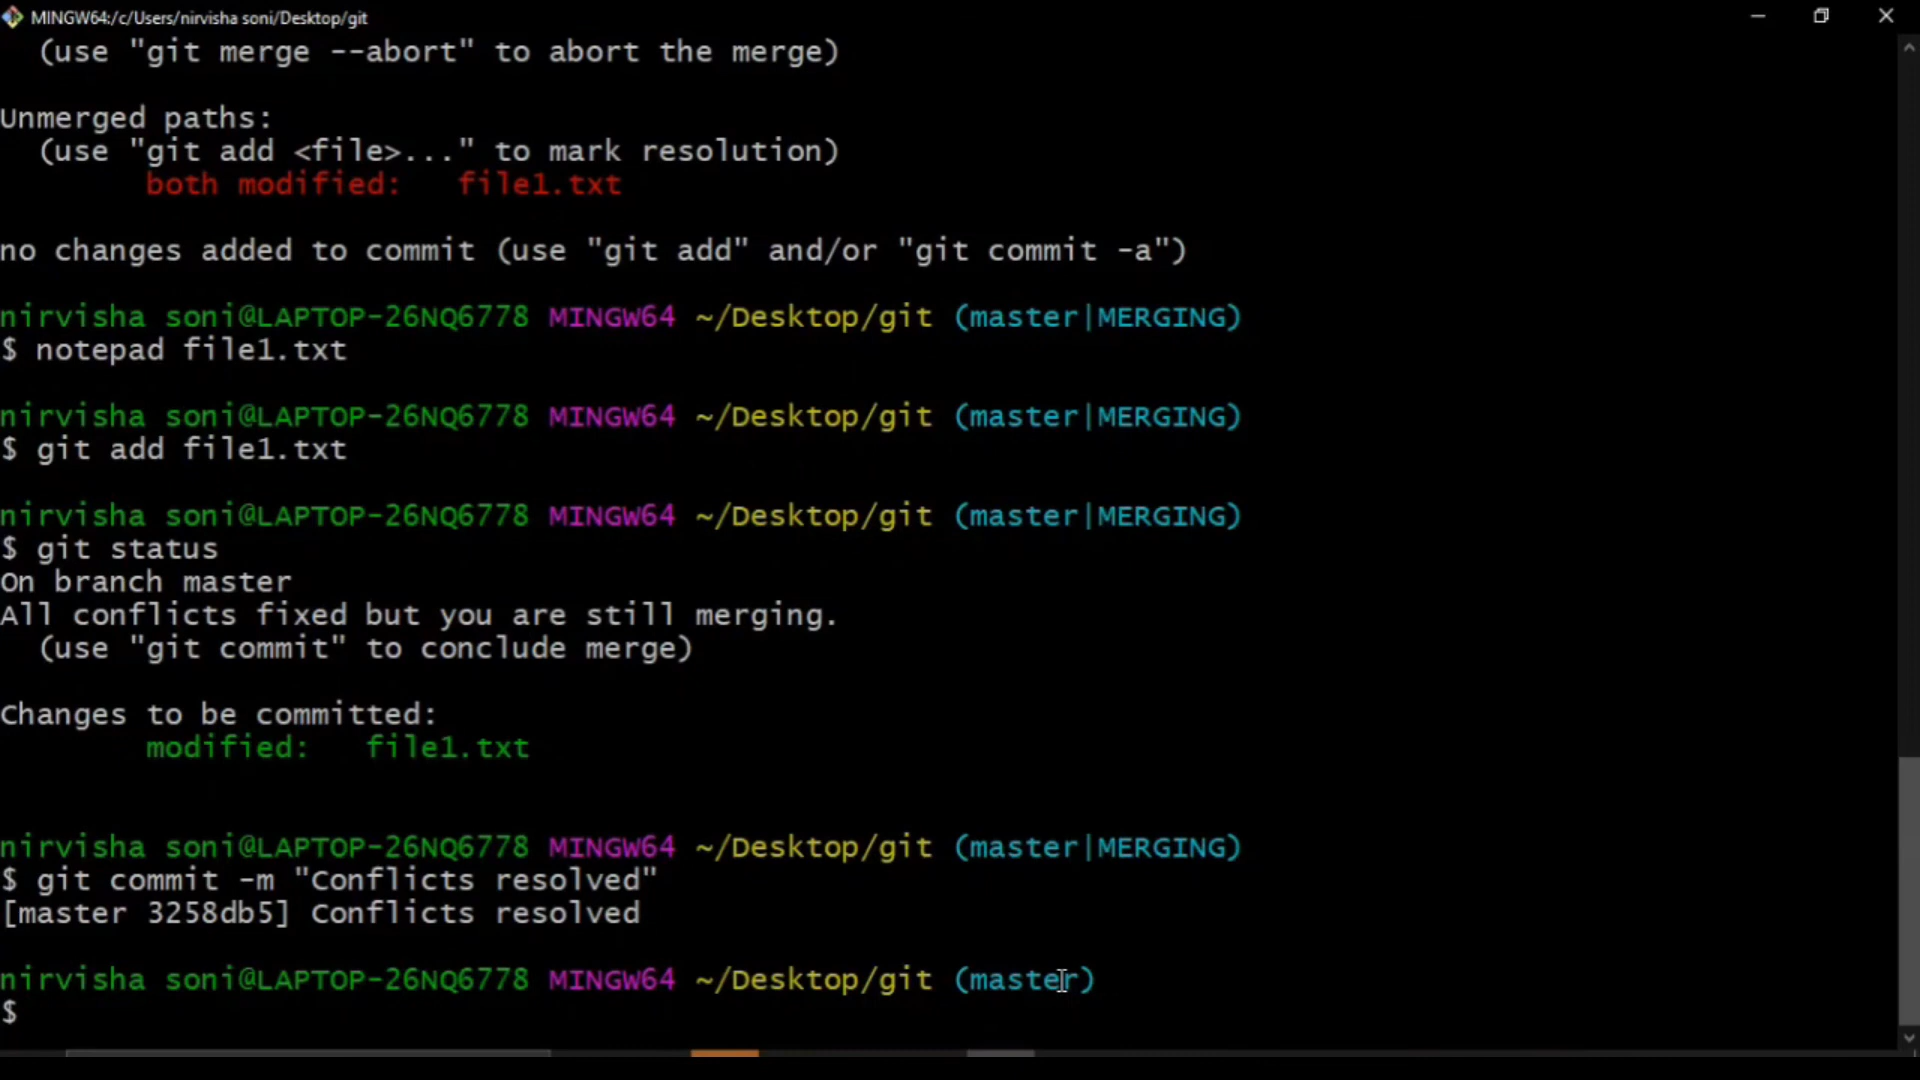 MINGW64:/c/Users/nirvisha soni/Desktop/git
(use "git merge --abort" to abort the merge)
Unmerged paths:
(use "git add <file>..." to mark resolution)
both modified:   file1.txt
no changes added to commit (use "git add" and/or "git commit -a")
nirvisha soni@LAPTOP-26NQ6778 MINGW64 ~/Desktop/git (master|MERGING)
$ notepad file1.txt
nirvisha soni@LAPTOP-26NQ6778 MINGW64 ~/Desktop/git (master|MERGING)
$ git add file1.txt
nirvisha soni@LAPTOP-26NQ6778 MINGW64 ~/Desktop/git (master|MERGING)
$ git status
On branch master
All conflicts fixed but you are still merging.
(use "git commit" to conclude merge)
Changes to be committed:
modified:   file1.txt
nirvisha soni@LAPTOP-26NQ6778 MINGW64 ~/Desktop/git (master|MERGING)
$ git commit -m "Conflicts resolved"
[master 3258db5] Conflicts resolved
nirvisha soni@LAPTOP-26NQ6778 MINGW64 ~/Desktop/git (master)
$